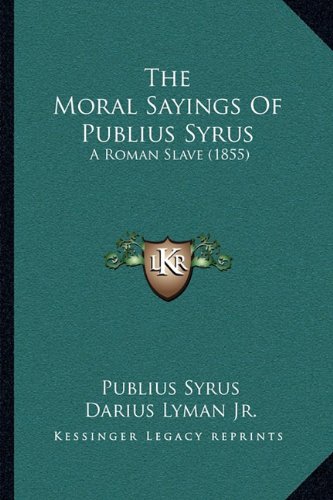 The
Moral Sayings Of
Publius Syrus
A Roman Slave (1855)
LKR
Publius Syrus
Darius Lyman Jr.
Kessinger Legacy reprints